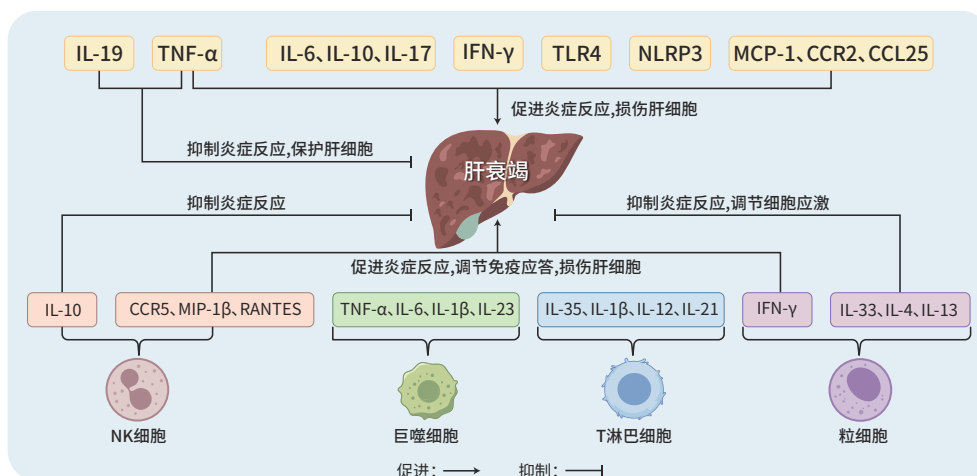 IL-19 TNF-α IL-6、IL-10、IL-17 IFN-γ TLR4 NLRP3 MCP-1、CCR2、CCL25
促进炎症反应,损伤肝细胞
抑制炎症反应,保护肝细胞
肝衰竭
抑制炎症反应
抑制炎症反应,调节细胞应激
促进炎症反应,调节免疫应答,损伤肝细胞
IL-10 CCR5、MIP-1β、RANTES TNF-α、IL-6、IL-1β、IL-23 IL-35、IL-1β、IL-12、IL-21 IFN-γ IL-33、IL-4、IL-13
NK细胞 巨噬细胞 T淋巴细胞 粒细胞
促进: 抑制: